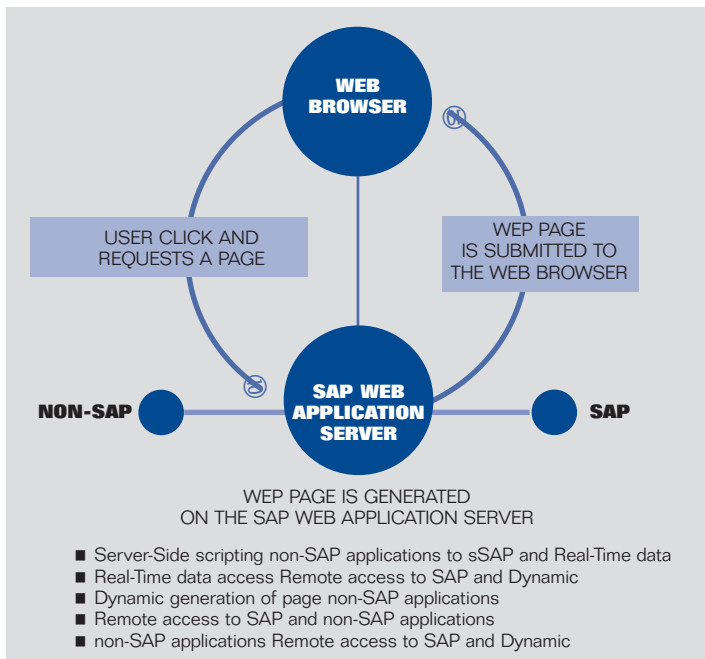 WEB
BROWSER
USER CLICK AND
REQUESTS A PAGE
WEP PAGE
IS SUBMITTED TO
THE WEB BROWSER
NON-SAP
SAP WEB
APPLICATION
SERVER
SAP
WEP PAGE IS GENERATED
ON THE SAP WEB APPLICATION SERVER
■ Server-Side scripting non-SAP applications to sSAP and Real-Time data
■ Real-Time data access Remote access to SAP and Dynamic
■ Dynamic generation of page non-SAP applications
■ Remote access to SAP and non-SAP applications
■ non-SAP applications Remote access to SAP and Dynamic